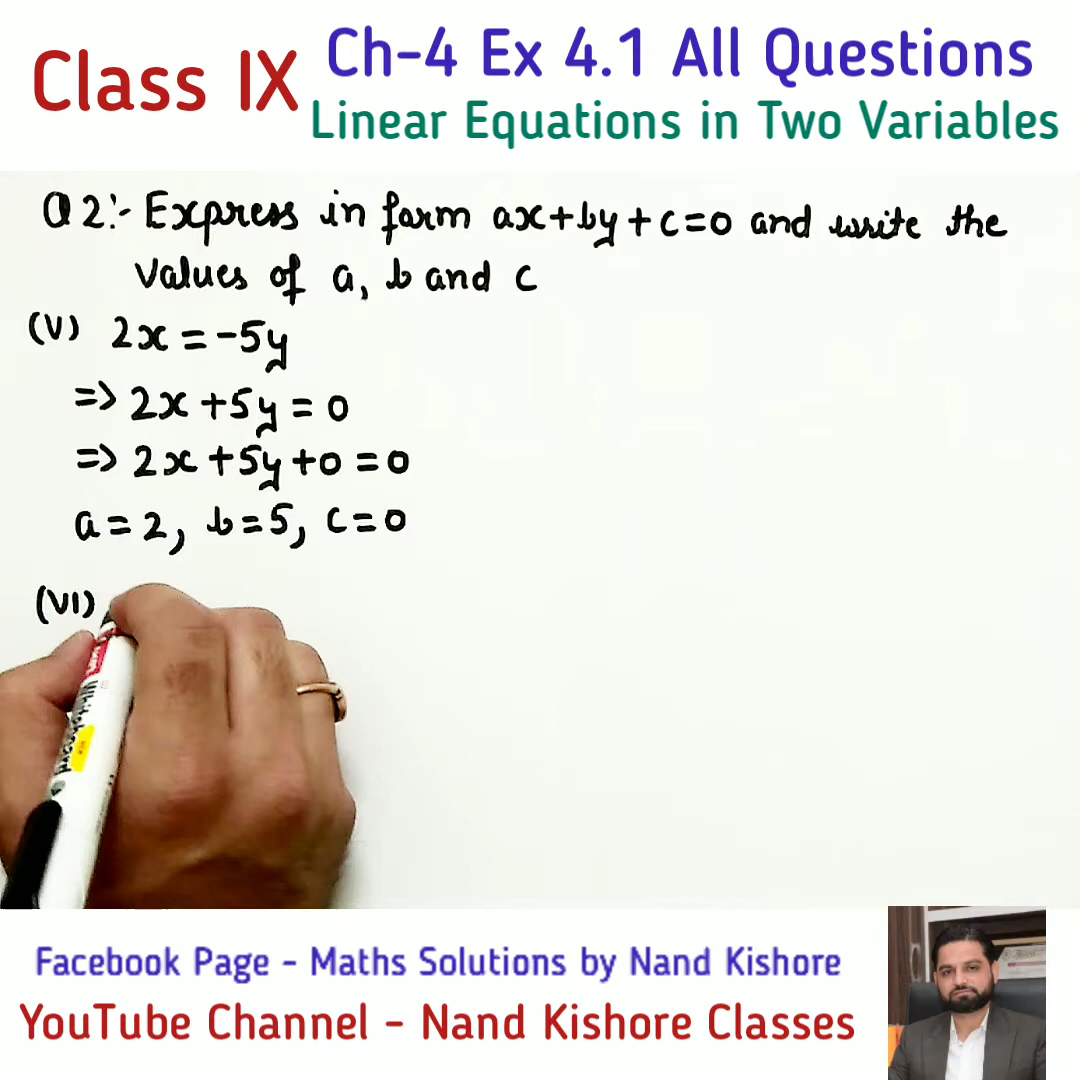 Class IX
Ch-4 Ex 4.1 All Questions
Linear Equations in Two Variables
Q2:- Express in form ax+by+c=0 and write the
values of a, b and c
(V) 2x = -5y
=> 2x +5y = 0
=> 2x +5y +0 = 0
a = 2, b = 5, c = 0
(VI)
Facebook Page - Maths Solutions by Nand Kishore
YouTube Channel - Nand Kishore Classes